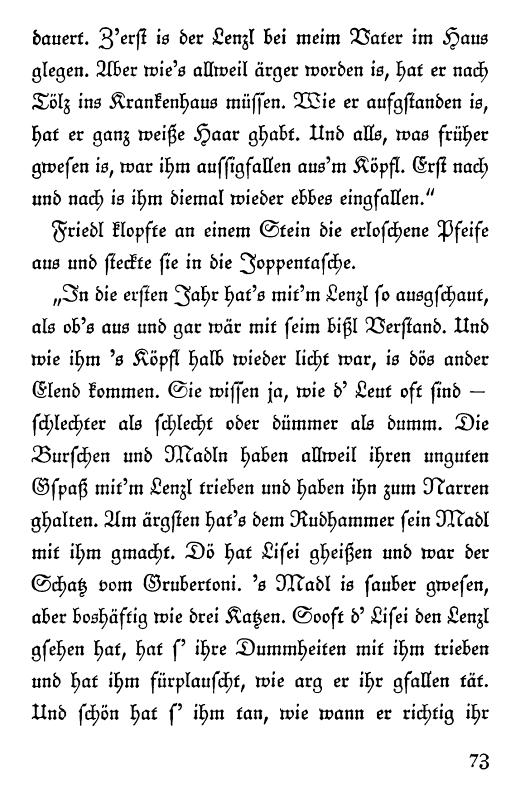 dauert. Z'erst is der Lenzl bei meim Vater im Haus
glegen. Aber wie's allweil ärger worden is, hat er nach
Tölz ins Krankenhaus müssen. Wie er aufgstanden is,
hat er ganz weiße Haar ghabt. Und alls, was früher
gwesen is, war ihm aussigfallen aus'm Köpfl. Erst nach
und nach is ihm diemal wieder ebbes eingfallen.“
Friedl klopfte an einem Stein die erloschene Pfeife
aus und steckte sie in die Joppentasche.
„In die ersten Jahr hat's mit'm Lenzl so ausgschaut,
als ob's aus und gar wär mit seim bißl Verstand. Und
wie ihm 's Köpfl halb wieder licht war, is dös ander
Elend kommen. Sie wissen ja, wie d' Leut oft sind —
schlechter als schlecht oder dümmer als dumm. Die
Burschen und Madln haben allweil ihren unguten
Gspaß mit'm Lenzl trieben und haben ihn zum Narren
ghalten. Am ärgsten hat's dem Rudhammer sein Madl
mit ihm gmacht. Dö hat Lisei gheißen und war der
Schatz vom Grubertoni. 's Madl is sauber gwesen,
aber boshäftig wie drei Katzen. Sooft d' Lisei den Lenzl
gsehen hat, hat s' ihre Dummheiten mit ihm trieben
und hat ihm fürplauscht, wie arg er ihr gfallen tät.
Und schön hat s' ihm tan, wie wann er richtig ihr
73